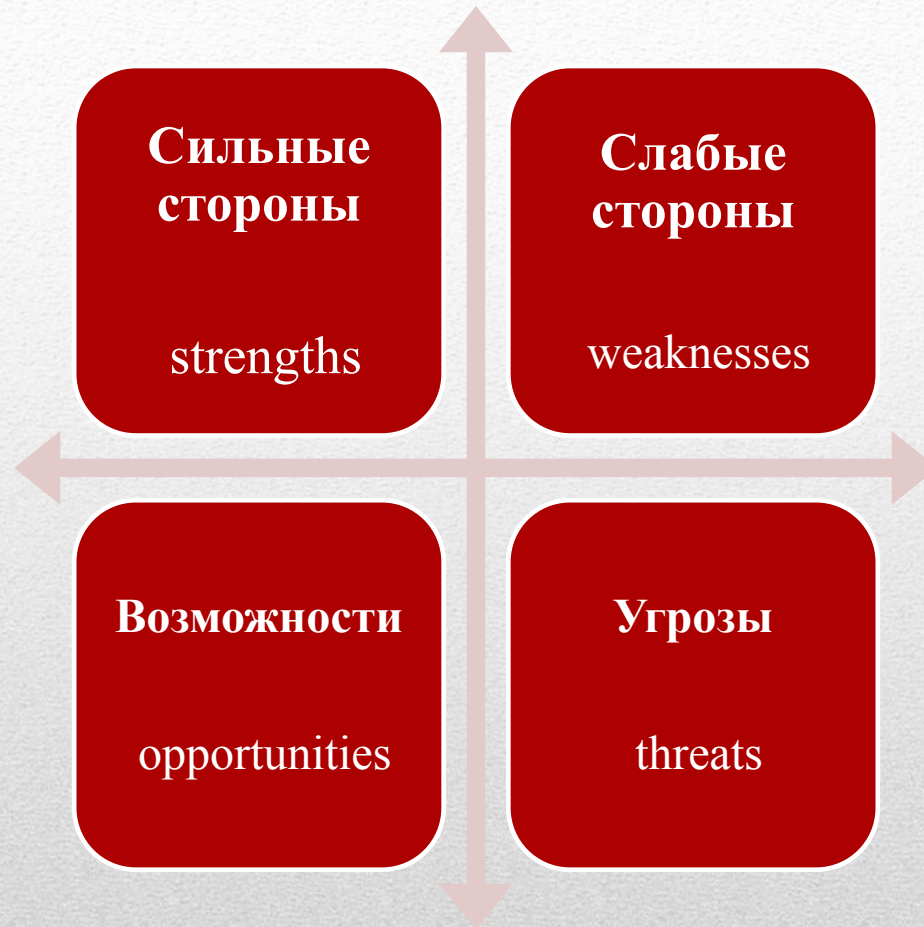 Сильные
стороны
strengths
Слабые
стороны
weaknesses
Возможности
opportunities
Угрозы
threats